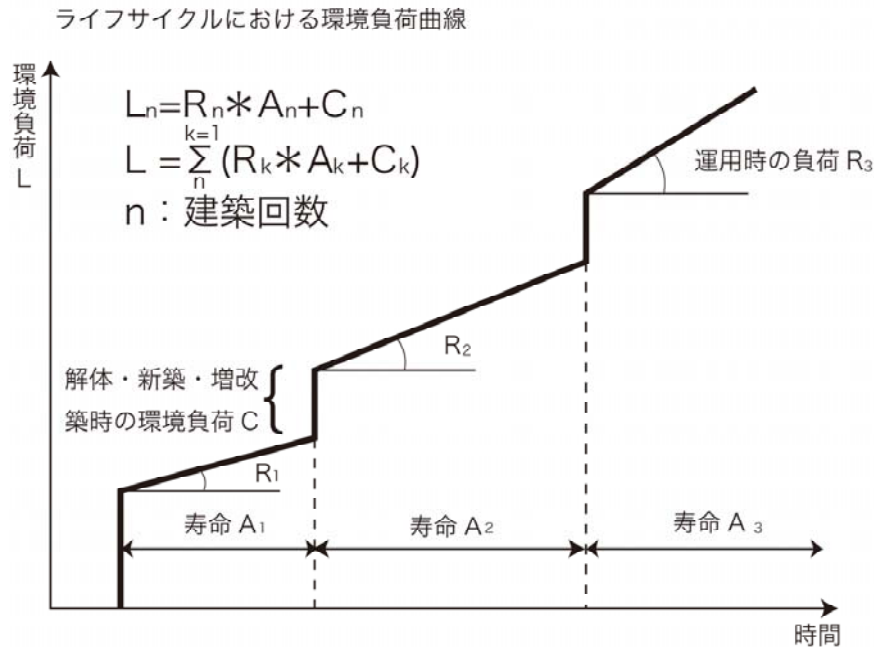 ライフサイクルにおける環境負荷曲線
環境負荷 L
Ln=Rn*An+Cn
k=1
L =Σ(Rk*Ak+Ck)
n
n：建築回数
運用時の負荷 R3
R2
解体・新築・増改
築時の環境負荷 C
R1
寿命 A1
寿命 A2
寿命 A 3
時間